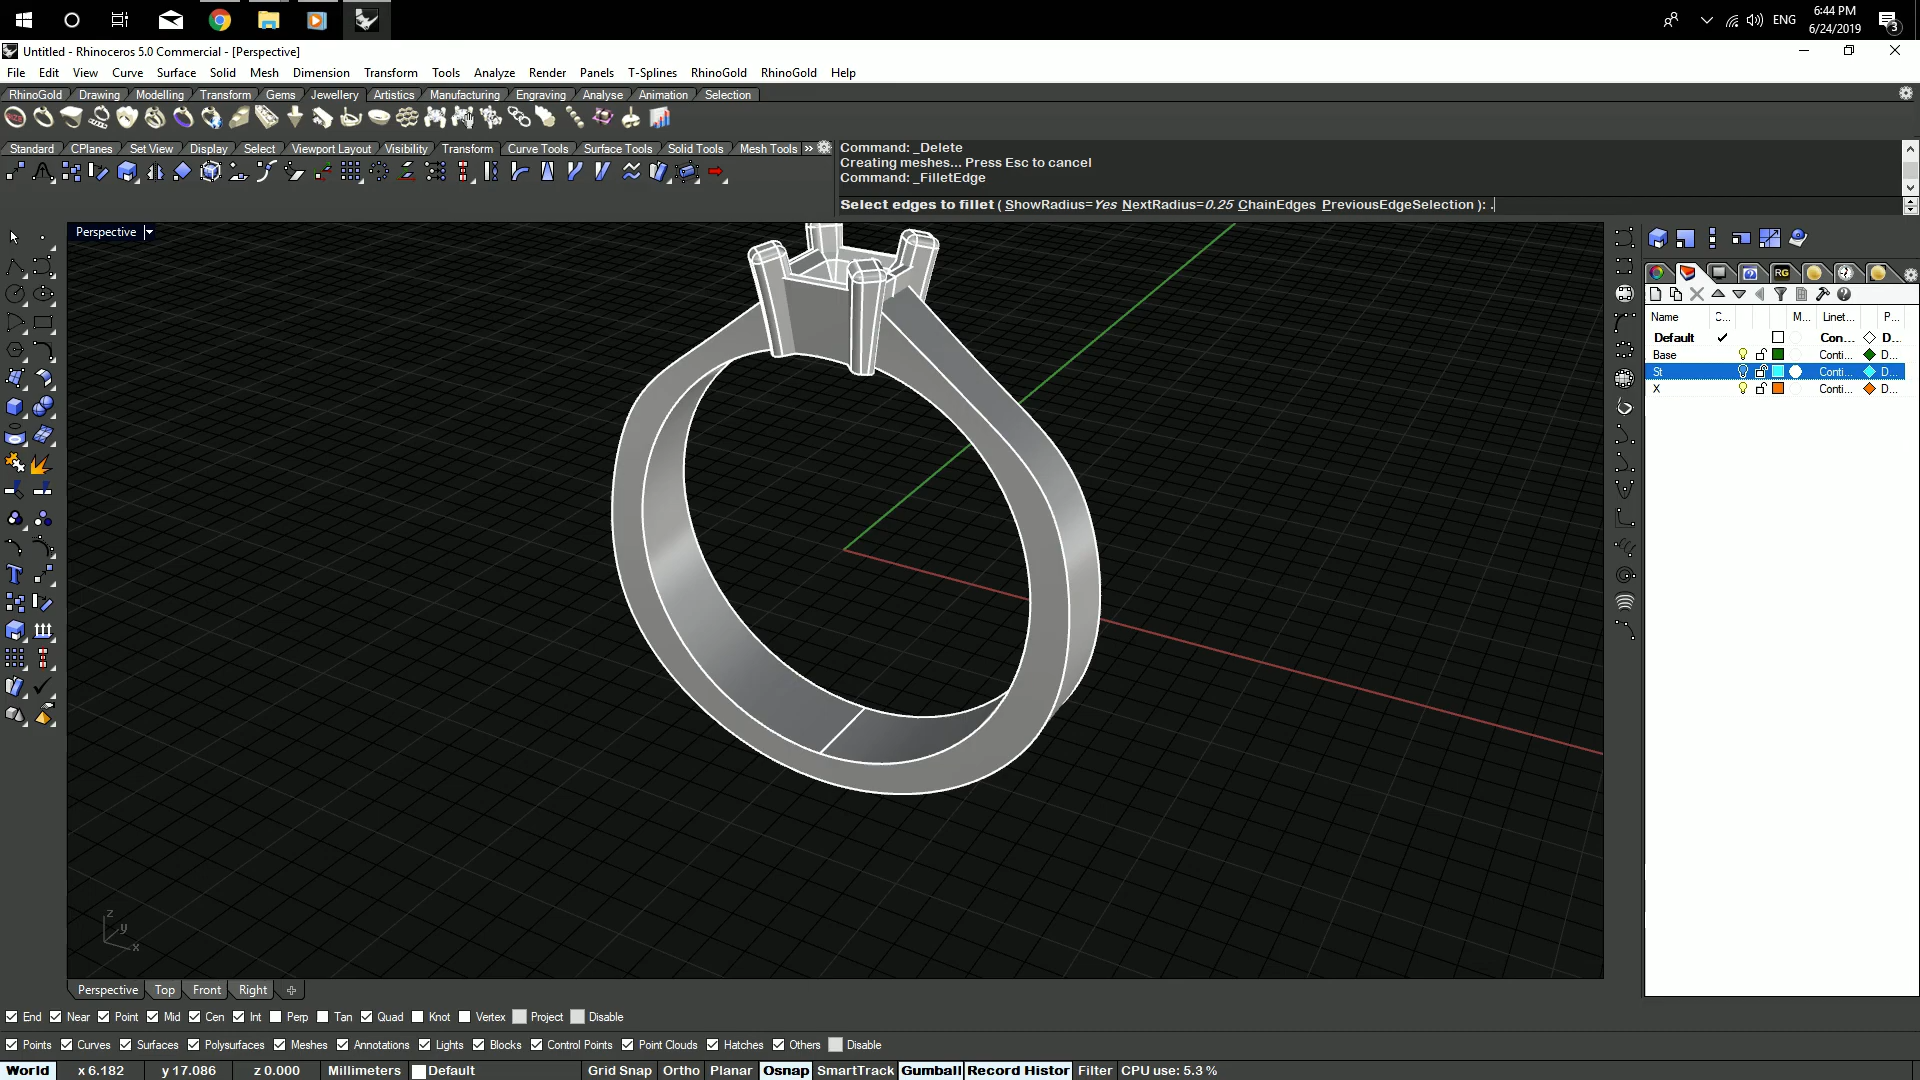 6:44 PM
ENG
6/24/2019
3
Untitled - Rhinoceros 5.0 Commercial - [Perspective]
File Edit View Curve Surface Solid Mesh Dimension Transform Tools Analyze Render Panels T-Splines RhinoGold RhinoGold Help
RhinoGold Drawing Modelling Transform Gems Jewellery Artistics Manufacturing Engraving Analyse Animation Selection
Standard CPlanes Set View Display Select Viewport Layout Visibility Transform Curve Tools Surface Tools Solid Tools Mesh Tools »
Command: _Delete
Creating meshes... Press Esc to cancel
Command: _FilletEdge
Select edges to fillet ( ShowRadius=Yes NextRadius=0.25 ChainEdges PreviousEdgeSelection ): .
Perspective
RG
Name C... M... Linet... P...
Default Con... D...
Base Conti... D...
St Conti... D...
X Conti... D...
z
y
x
Perspective Top Front Right
End Near Point Mid Cen Int Perp Tan Quad Knot Vertex Project Disable
Points Curves Surfaces Polysurfaces Meshes Annotations Lights Blocks Control Points Point Clouds Hatches Others Disable
World x 6.182 y 17.086 z 0.000 Millimeters Default Grid Snap Ortho Planar Osnap SmartTrack Gumball Record Histor Filter CPU use: 5.3 %